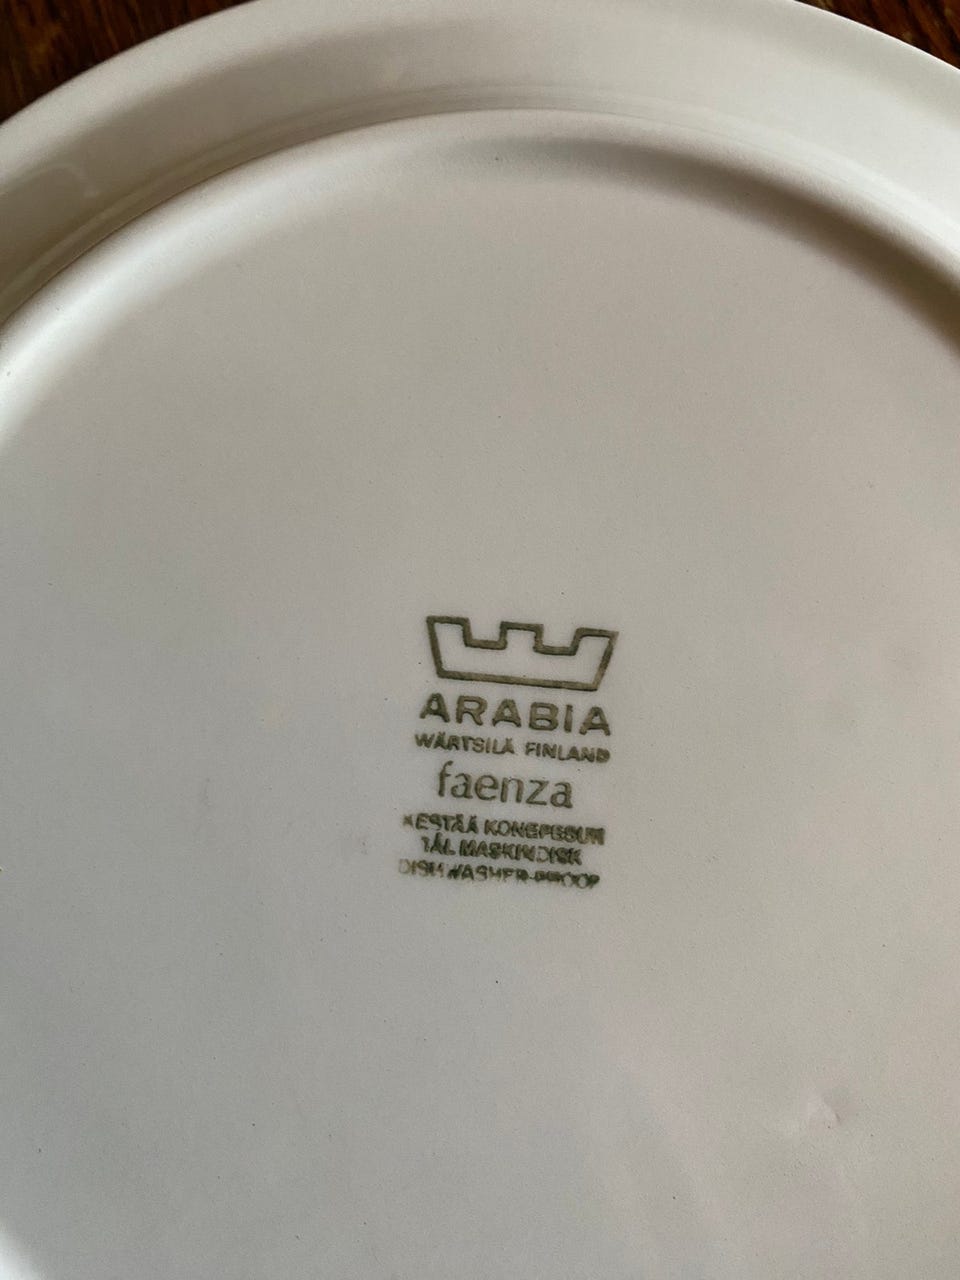 ARABIA
WÄRTSILÄ FINLAND
faenza
KESTÄÄ KONEPESUN
TÅL MASKINDISK
DISHWASHER-PROOF